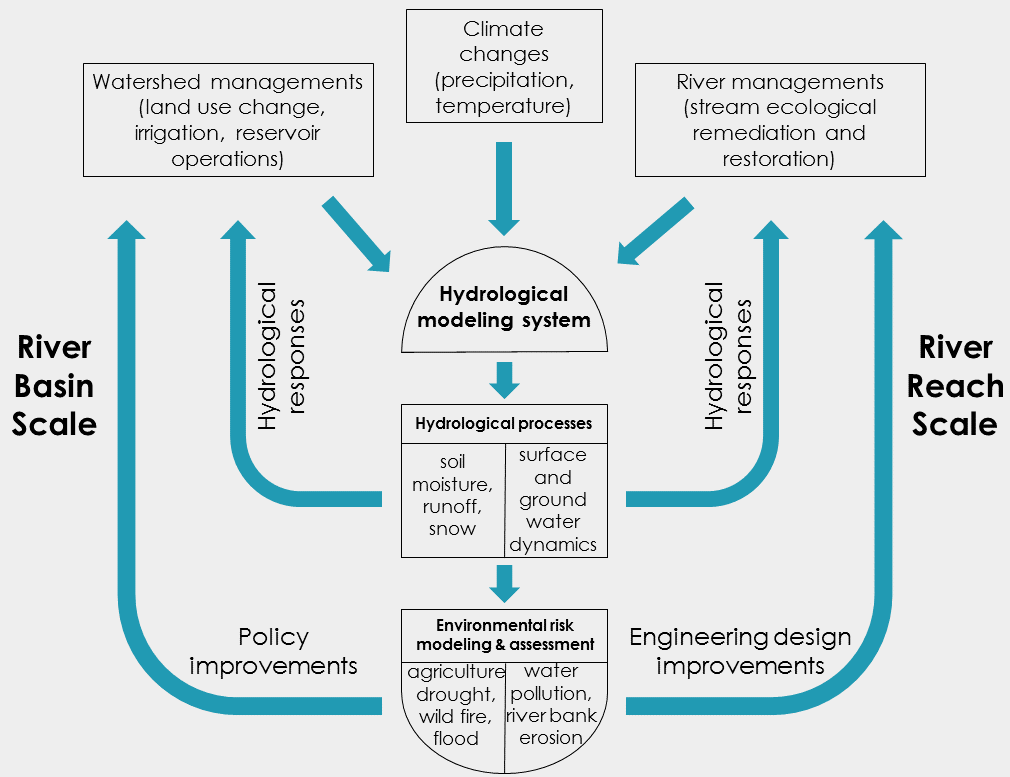 Climate
changes
(precipitation,
temperature)
Watershed managements
(land use change,
irrigation, reservoir
operations)
River managements
(stream ecological
remediation and
restoration)
Hydrological
modeling system
River
Basin
Scale
Hydrological
responses
Hydrological
responses
River
Reach
Scale
Hydrological processes
soil
moisture,
runoff,
snow
surface
and
ground
water
dynamics
Policy
improvements
Environmental risk
modeling & assessment
Engineering design
improvements
agriculture
drought,
wild fire,
flood
water
pollution,
river bank
erosion